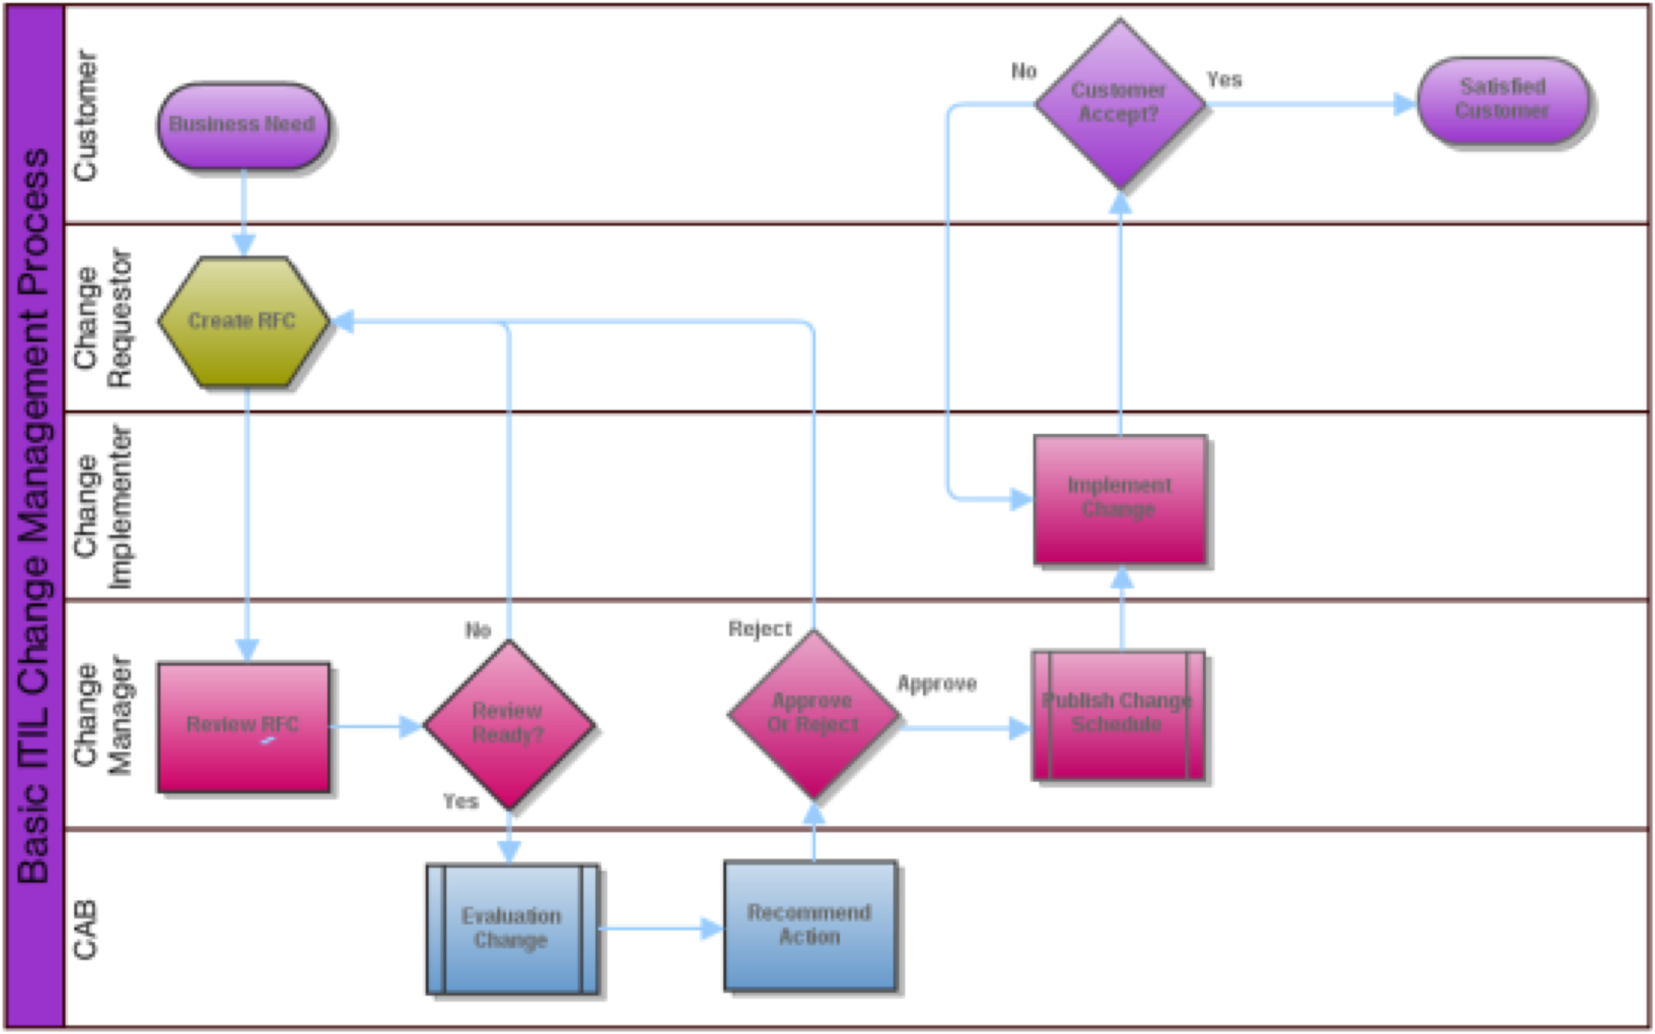 Basic ITIL Change Management Process
Customer
Business Need
No
Customer
Accept?
Yes
Satisfied
Customer
Change
Requestor
Create RFC
Change
Implementer
Implement
Change
Change
Manager
Review RFC
No
Review
Ready?
Yes
Reject
Approve
Or Reject
Approve
Publish Change
Schedule
CAB
Evaluation
Change
Recommend
Action